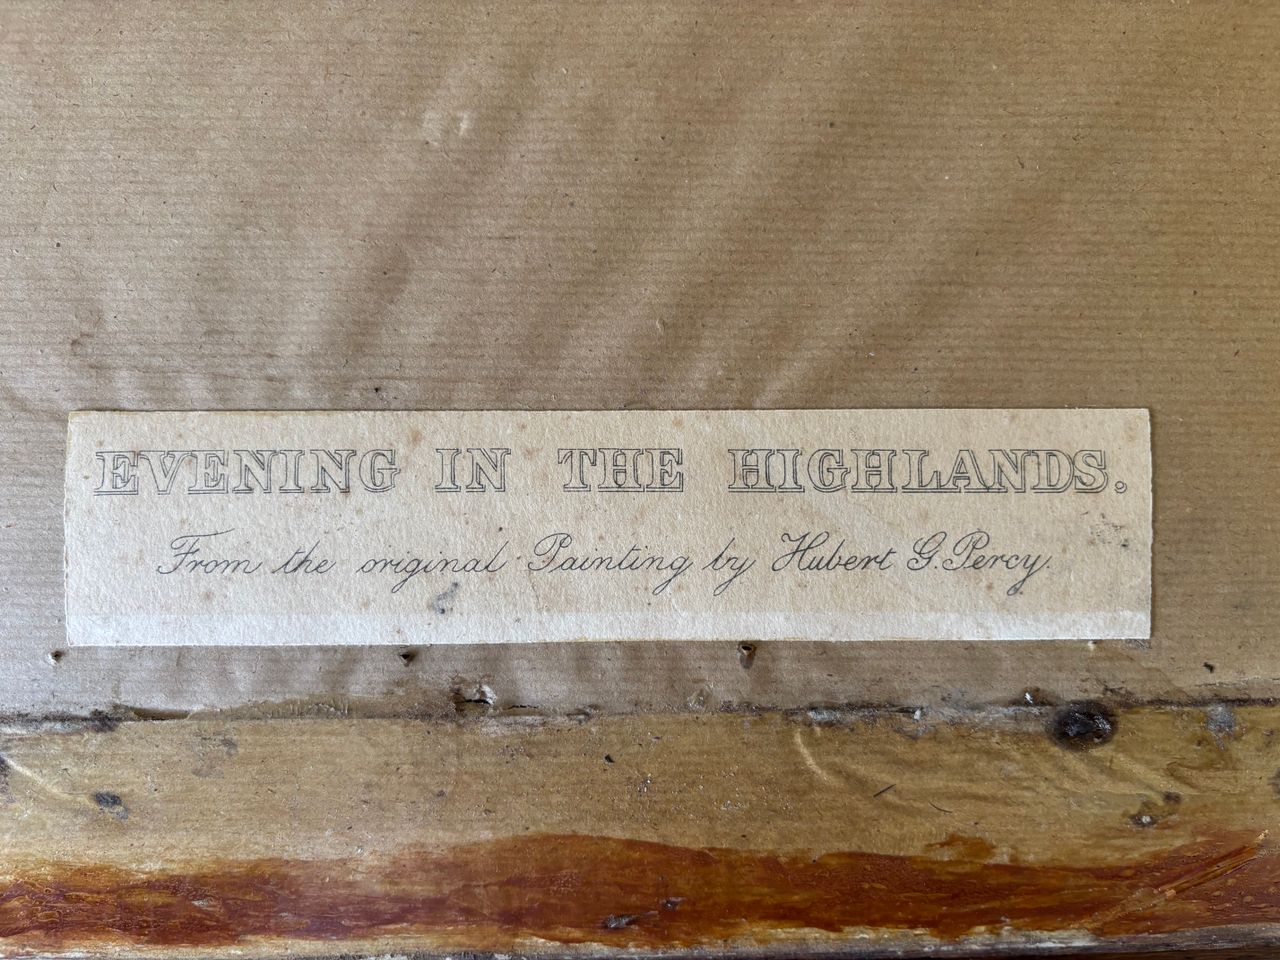 EVENING IN THE HIGHLANDS.
From the original Painting by Hubert G. Percy.